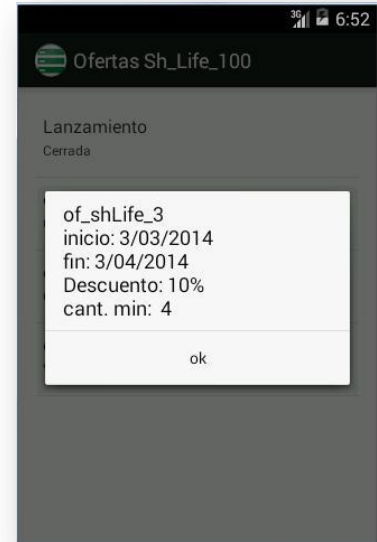 3G 6:52
Ofertas Sh_Life_100
Lanzamiento
Cerrada
of_shLife_3
inicio: 3/03/2014
fin: 3/04/2014
Descuento: 10%
cant. min: 4
ok